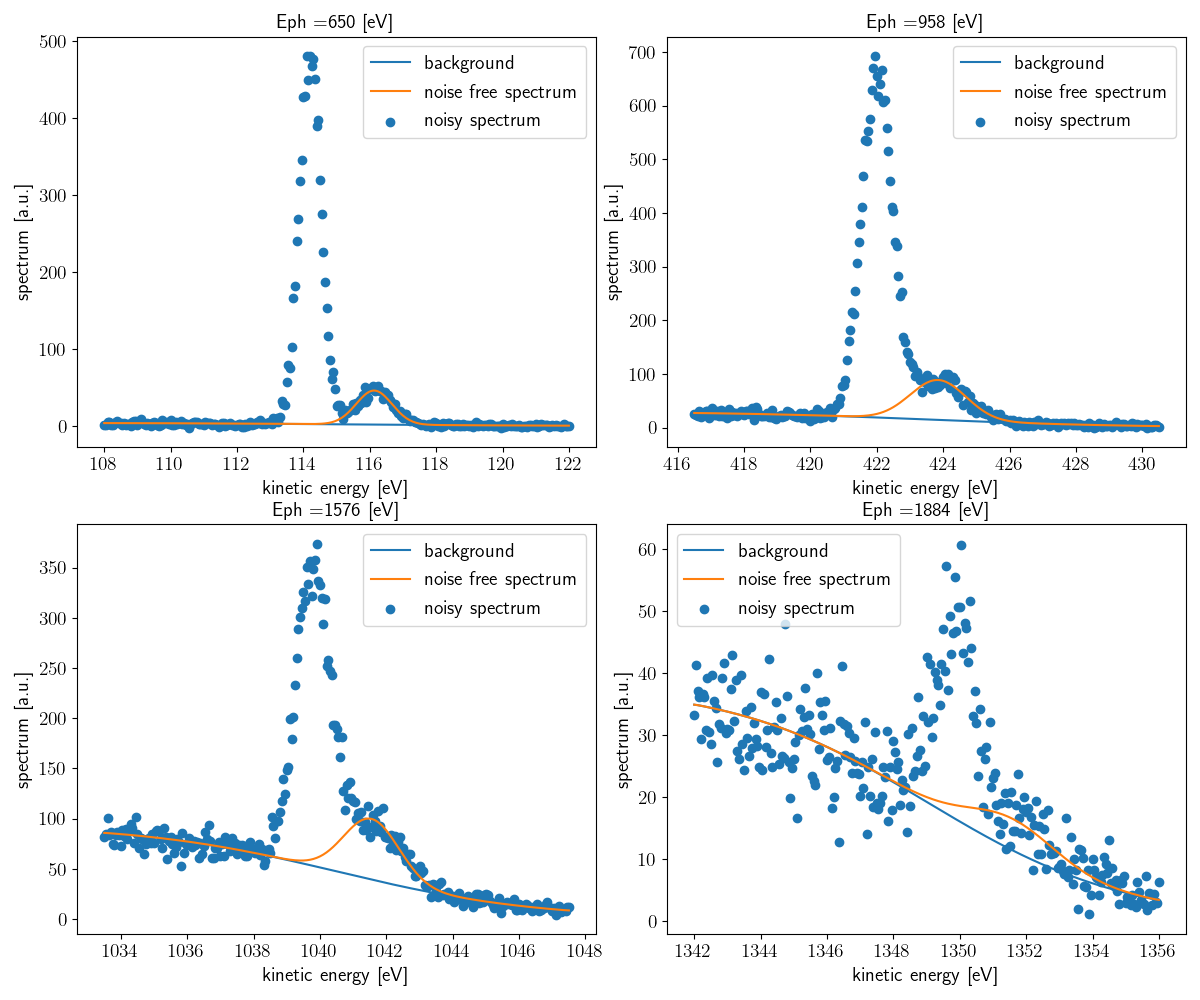 Eph =650 [eV]
500
400
300
200
100
0
spectrum [a.u.]
background
noise free spectrum
noisy spectrum
108 110 112 114 116 118 120 122
kinetic energy [eV]
Eph =958 [eV]
700
600
500
400
300
200
100
0
spectrum [a.u.]
background
noise free spectrum
noisy spectrum
416 418 420 422 424 426 428 430
kinetic energy [eV]
Eph =1576 [eV]
350
300
250
200
150
100
50
0
spectrum [a.u.]
background
noise free spectrum
noisy spectrum
1034 1036 1038 1040 1042 1044 1046 1048
kinetic energy [eV]
Eph =1884 [eV]
60
50
40
30
20
10
0
spectrum [a.u.]
background
noise free spectrum
noisy spectrum
1342 1344 1346 1348 1350 1352 1354 1356
kinetic energy [eV]